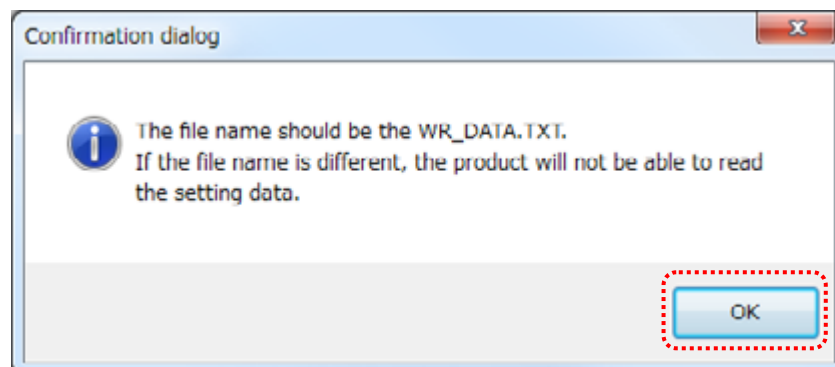 Confirmation dialog
The file name should be the WR_DATA.TXT.
If the file name is different, the product will not be able to read
the setting data.
OK